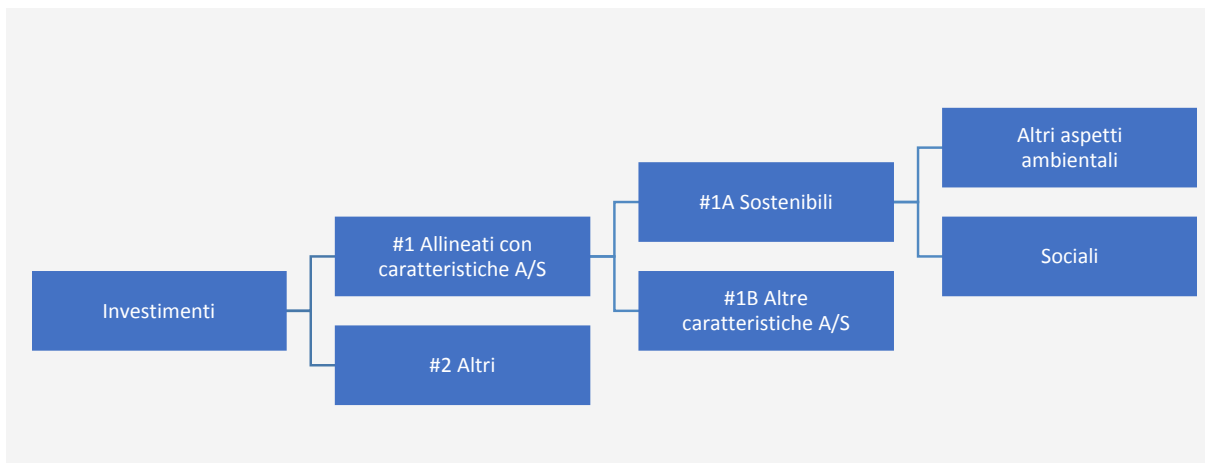 Investimenti
#1 Allineati con
caratteristiche A/S
#2 Altri
#1A Sostenibili
#1B Altre
caratteristiche A/S
Altri aspetti
ambientali
Sociali